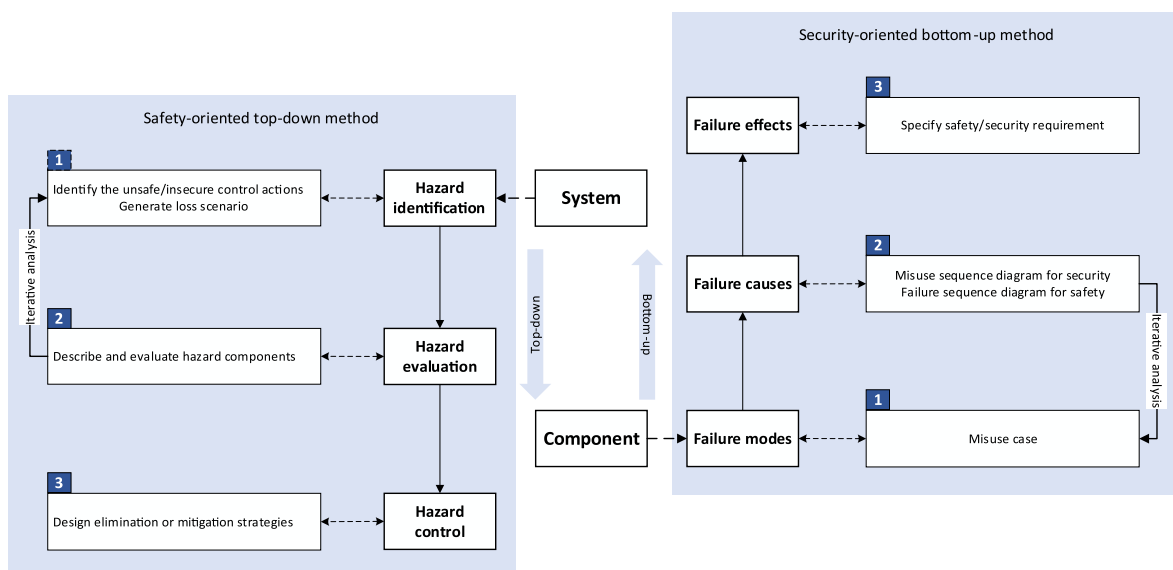 Safety-oriented top-down method
1
Identify the unsafe/insecure control actions
Generate loss scenario
Hazard
identification
Iterative analysis
2
Describe and evaluate hazard components
Hazard
evaluation
3
Design elimination or mitigation strategies
Hazard
control
System
Top-down
Bottom-up
Component
Security-oriented bottom-up method
Failure effects
3
Specify safety/security requirement
Failure causes
2
Misuse sequence diagram for security
Failure sequence diagram for safety
Iterative analysis
Failure modes
1
Misuse case